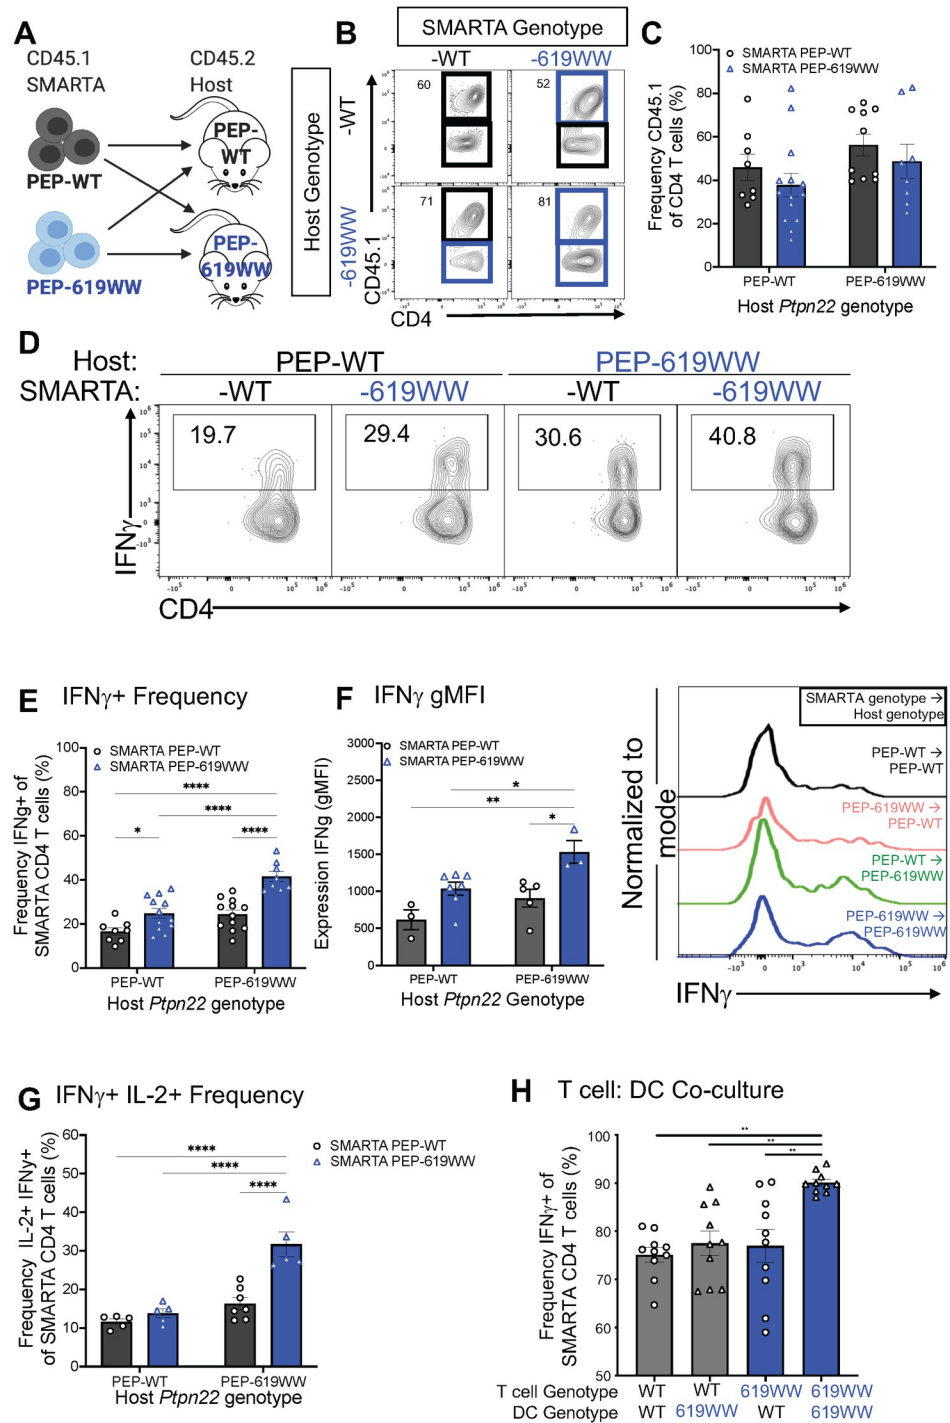 A
CD45.1
SMARTA
CD45.2
Host
PEP-WT
PEP-
WT
PEP-619WW
PEP-
619WW
B
SMARTA Genotype
-WT
-619WW
Host Genotype
-WT
-619WW
60
52
71
81
CD45.1
CD4
C
SMARTA PEP-WT
SMARTA PEP-619WW
Frequency CD45.1
of CD4 T cells (%)
100
80
60
40
20
0
PEP-WT
PEP-619WW
Host Ptpn22 genotype
D
Host:
PEP-WT
PEP-619WW
SMARTA:
-WT
-619WW
-WT
-619WW
19.7
29.4
30.6
40.8
IFNγ
CD4
E
IFNγ+ Frequency
SMARTA PEP-WT
SMARTA PEP-619WW
Frequency IFNg+ of
SMARTA CD4 T cells (%)
100
80
60
40
20
0
****
****
*
****
PEP-WT
PEP-619WW
Host Ptpn22 genotype
F
IFNγ gMFI
SMARTA PEP-WT
SMARTA PEP-619WW
Expression IFNg (gMFI)
3000
2500
2000
1500
1000
500
0
*
**
*
PEP-WT
PEP-619WW
Host Ptpn22 Genotype
Normalized to
mode
SMARTA genotype →
Host genotype
PEP-WT →
PEP-WT
PEP-619WW →
PEP-WT
PEP-WT →
PEP-619WW
PEP-619WW →
PEP-619WW
-10³ 0 10³ 10⁴ 10⁵ 10⁶
IFNγ
G
IFNγ+ IL-2+ Frequency
SMARTA PEP-WT
SMARTA PEP-619WW
Frequency IL-2+ IFNy+
of SMARTA CD4 T cells (%)
60
50
40
30
20
10
0
****
****
****
PEP-WT
PEP-619WW
Host Ptpn22 genotype
H
T cell: DC Co-culture
Frequency IFNγ+ of
SMARTA CD4 T cells (%)
100
90
80
70
60
50
**
**
**
T cell Genotype WT WT 619WW 619WW
DC Genotype WT 619WW WT 619WW